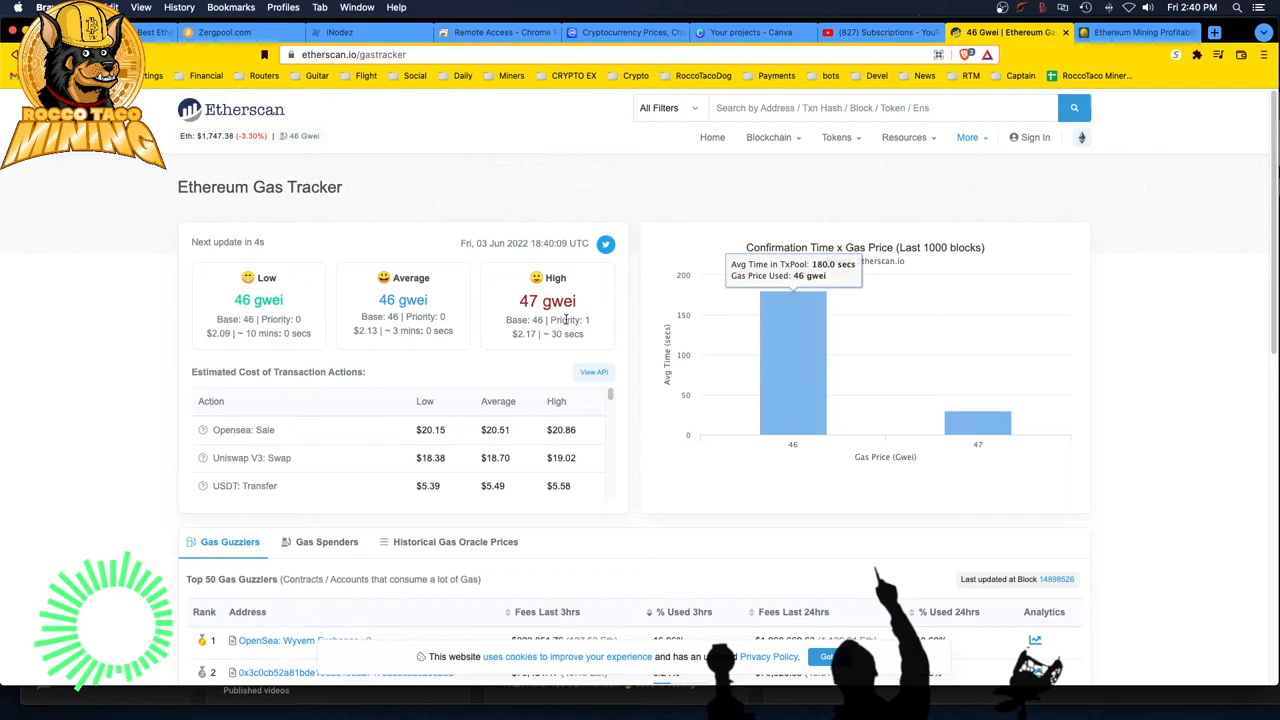 View History Bookmarks Profiles Tab Window Help
Best Ethe Zergpool.com iNodez Remote Access - Chrome R Cryptocurrency Prices, Cha Your projects - Canva (827) Subscriptions - YouT 46 Gwei | Ethereum Ga Ethereum Mining Profitabi
etherscan.io/gastracker
Financial Routers Guitar Flight Social Daily Miners CRYPTO EX Crypto RoccoTacoDog Payments bots Devel News RTM Captain RoccoTaco Miner...
ROCCO TACO
MINING
Etherscan
All Filters
Search by Address / Txn Hash / Block / Token / Ens
Eth: $1,747.38 (-3.30%) | 46 Gwei
Home Blockchain Tokens Resources More Sign In
Ethereum Gas Tracker
Next update in 4s
Fri, 03 Jun 2022 18:40:09 UTC
Low
46 gwei
Base: 46 | Priority: 0
$2.09 | ~ 10 mins: 0 secs
Average
46 gwei
Base: 46 | Priority: 0
$2.13 | ~ 3 mins: 0 secs
High
47 gwei
Base: 46 | Priority: 1
$2.17 | ~ 30 secs
Estimated Cost of Transaction Actions:
View API
Action Low Average High
Opensea: Sale $20.15 $20.51 $20.86
Uniswap V3: Swap $18.38 $18.70 $19.02
USDT: Transfer $5.39 $5.49 $5.58
Confirmation Time x Gas Price (Last 1000 blocks)
therscan.io
Avg Time in TxPool: 180.0 secs
Gas Price Used: 46 gwei
Avg Time (secs)
200
150
100
50
0
46 47
Gas Price (Gwei)
Gas Guzzlers Gas Spenders Historical Gas Oracle Prices
Top 50 Gas Guzzlers (Contracts / Accounts that consume a lot of Gas)
Last updated at Block 14898526
Rank Address Fees Last 3hrs % Used 3hrs Fees Last 24hrs % Used 24hrs Analytics
1 OpenSea: Wyvern
This website uses cookies to improve your experience and has an Privacy Policy.
2
Published videos